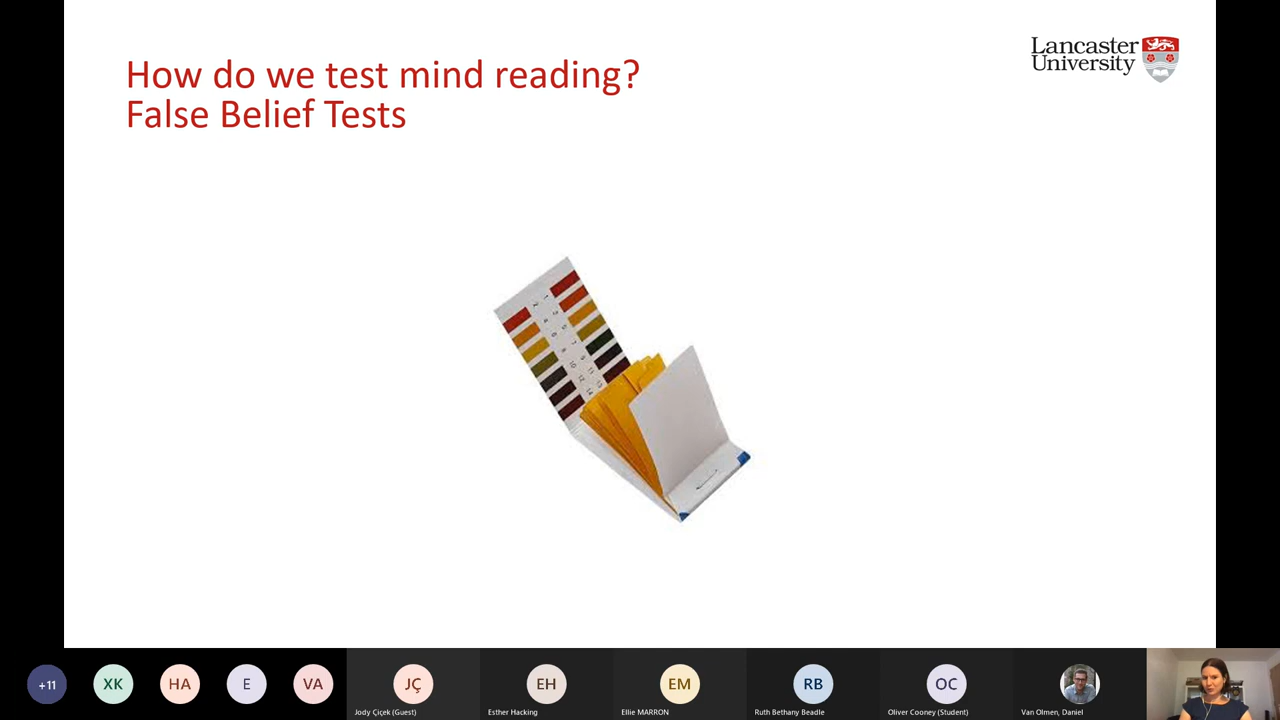 How do we test mind reading?
False Belief Tests
Lancaster
University
+11
XK
HA
E
VA
JÇ
EH
EM
RB
OC
Jody Çiçek (Guest)
Esther Hacking
Ellie MARRON
Ruth Bethany Beadle
Oliver Cooney (Student)
Van Olmen, Daniel